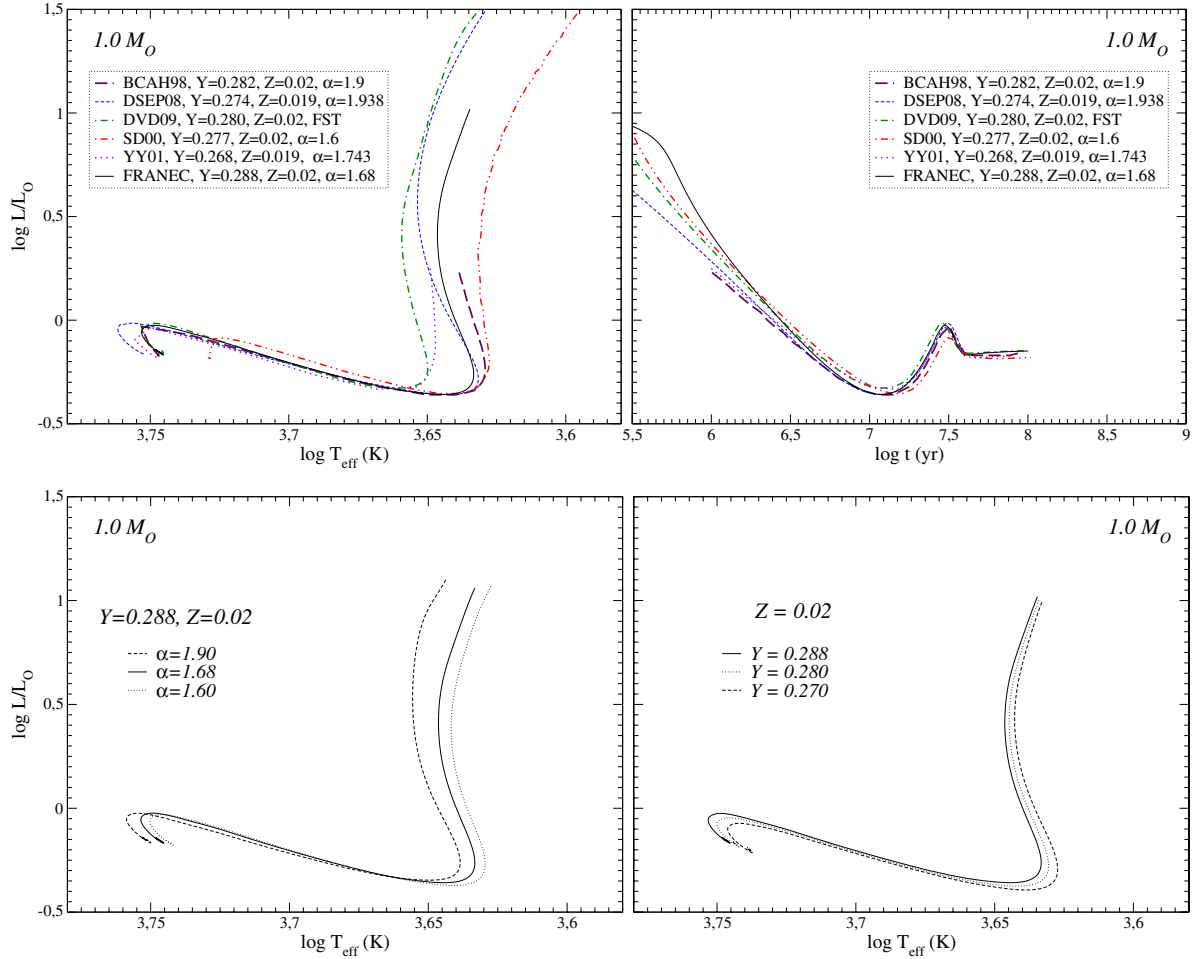 1.0 M_O
BCAH98, Y=0.282, Z=0.02, α=1.9
DSEP08, Y=0.274, Z=0.019, α=1.938
DVD09, Y=0.280, Z=0.02, FST
SD00, Y=0.277, Z=0.02, α=1.6
YY01, Y=0.268, Z=0.019, α=1.743
FRANEC, Y=0.288, Z=0.02, α=1.68
1,5
1
0,5
0
-0,5
log L/L_O
3,75 3,7 3,65 3,6
log T_eff (K)
1.0 M_O
BCAH98, Y=0.282, Z=0.02, α=1.9
DSEP08, Y=0.274, Z=0.019, α=1.938
DVD09, Y=0.280, Z=0.02, FST
SD00, Y=0.277, Z=0.02, α=1.6
YY01, Y=0.268, Z=0.019, α=1.743
FRANEC, Y=0.288, Z=0.02, α=1.68
5,5 6 6,5 7 7,5 8 8,5 9
log t (yr)
1.0 M_O
Y=0.288, Z=0.02
α=1.90
α=1.68
α=1.60
1,5
1
0,5
0
-0,5
log L/L_O
3,75 3,7 3,65 3,6
log T_eff (K)
1.0 M_O
Z = 0.02
Y = 0.288
Y = 0.280
Y = 0.270
3,75 3,7 3,65 3,6
log T_eff (K)